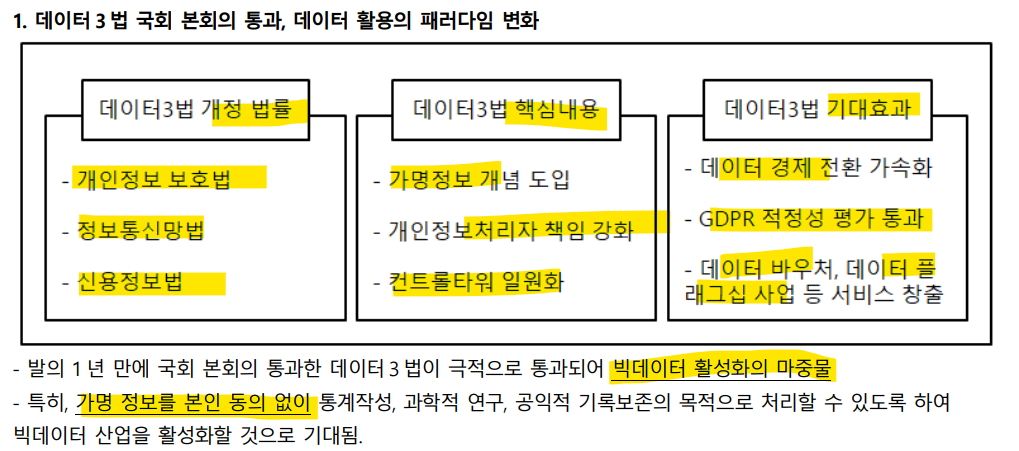 1. 데이터 3 법 국회 본회의 통과, 데이터 활용의 패러다임 변화
데이터3법 개정 법률
- 개인정보 보호법
- 정보통신망법
- 신용정보법
데이터3법 핵심내용
- 가명정보 개념 도입
- 개인정보처리자 책임 강화
- 컨트롤타워 일원화
데이터3법 기대효과
- 데이터 경제 전환 가속화
- GDPR 적정성 평가 통과
- 데이터 바우처, 데이터 플
래그십 사업 등 서비스 창출
- 발의 1 년 만에 국회 본회의 통과한 데이터 3 법이 극적으로 통과되어 빅데이터 활성화의 마중물
- 특히, 가명 정보를 본인 동의 없이 통계작성, 과학적 연구, 공익적 기록보존의 목적으로 처리할 수 있도록 하여
빅데이터 산업을 활성화할 것으로 기대됨.